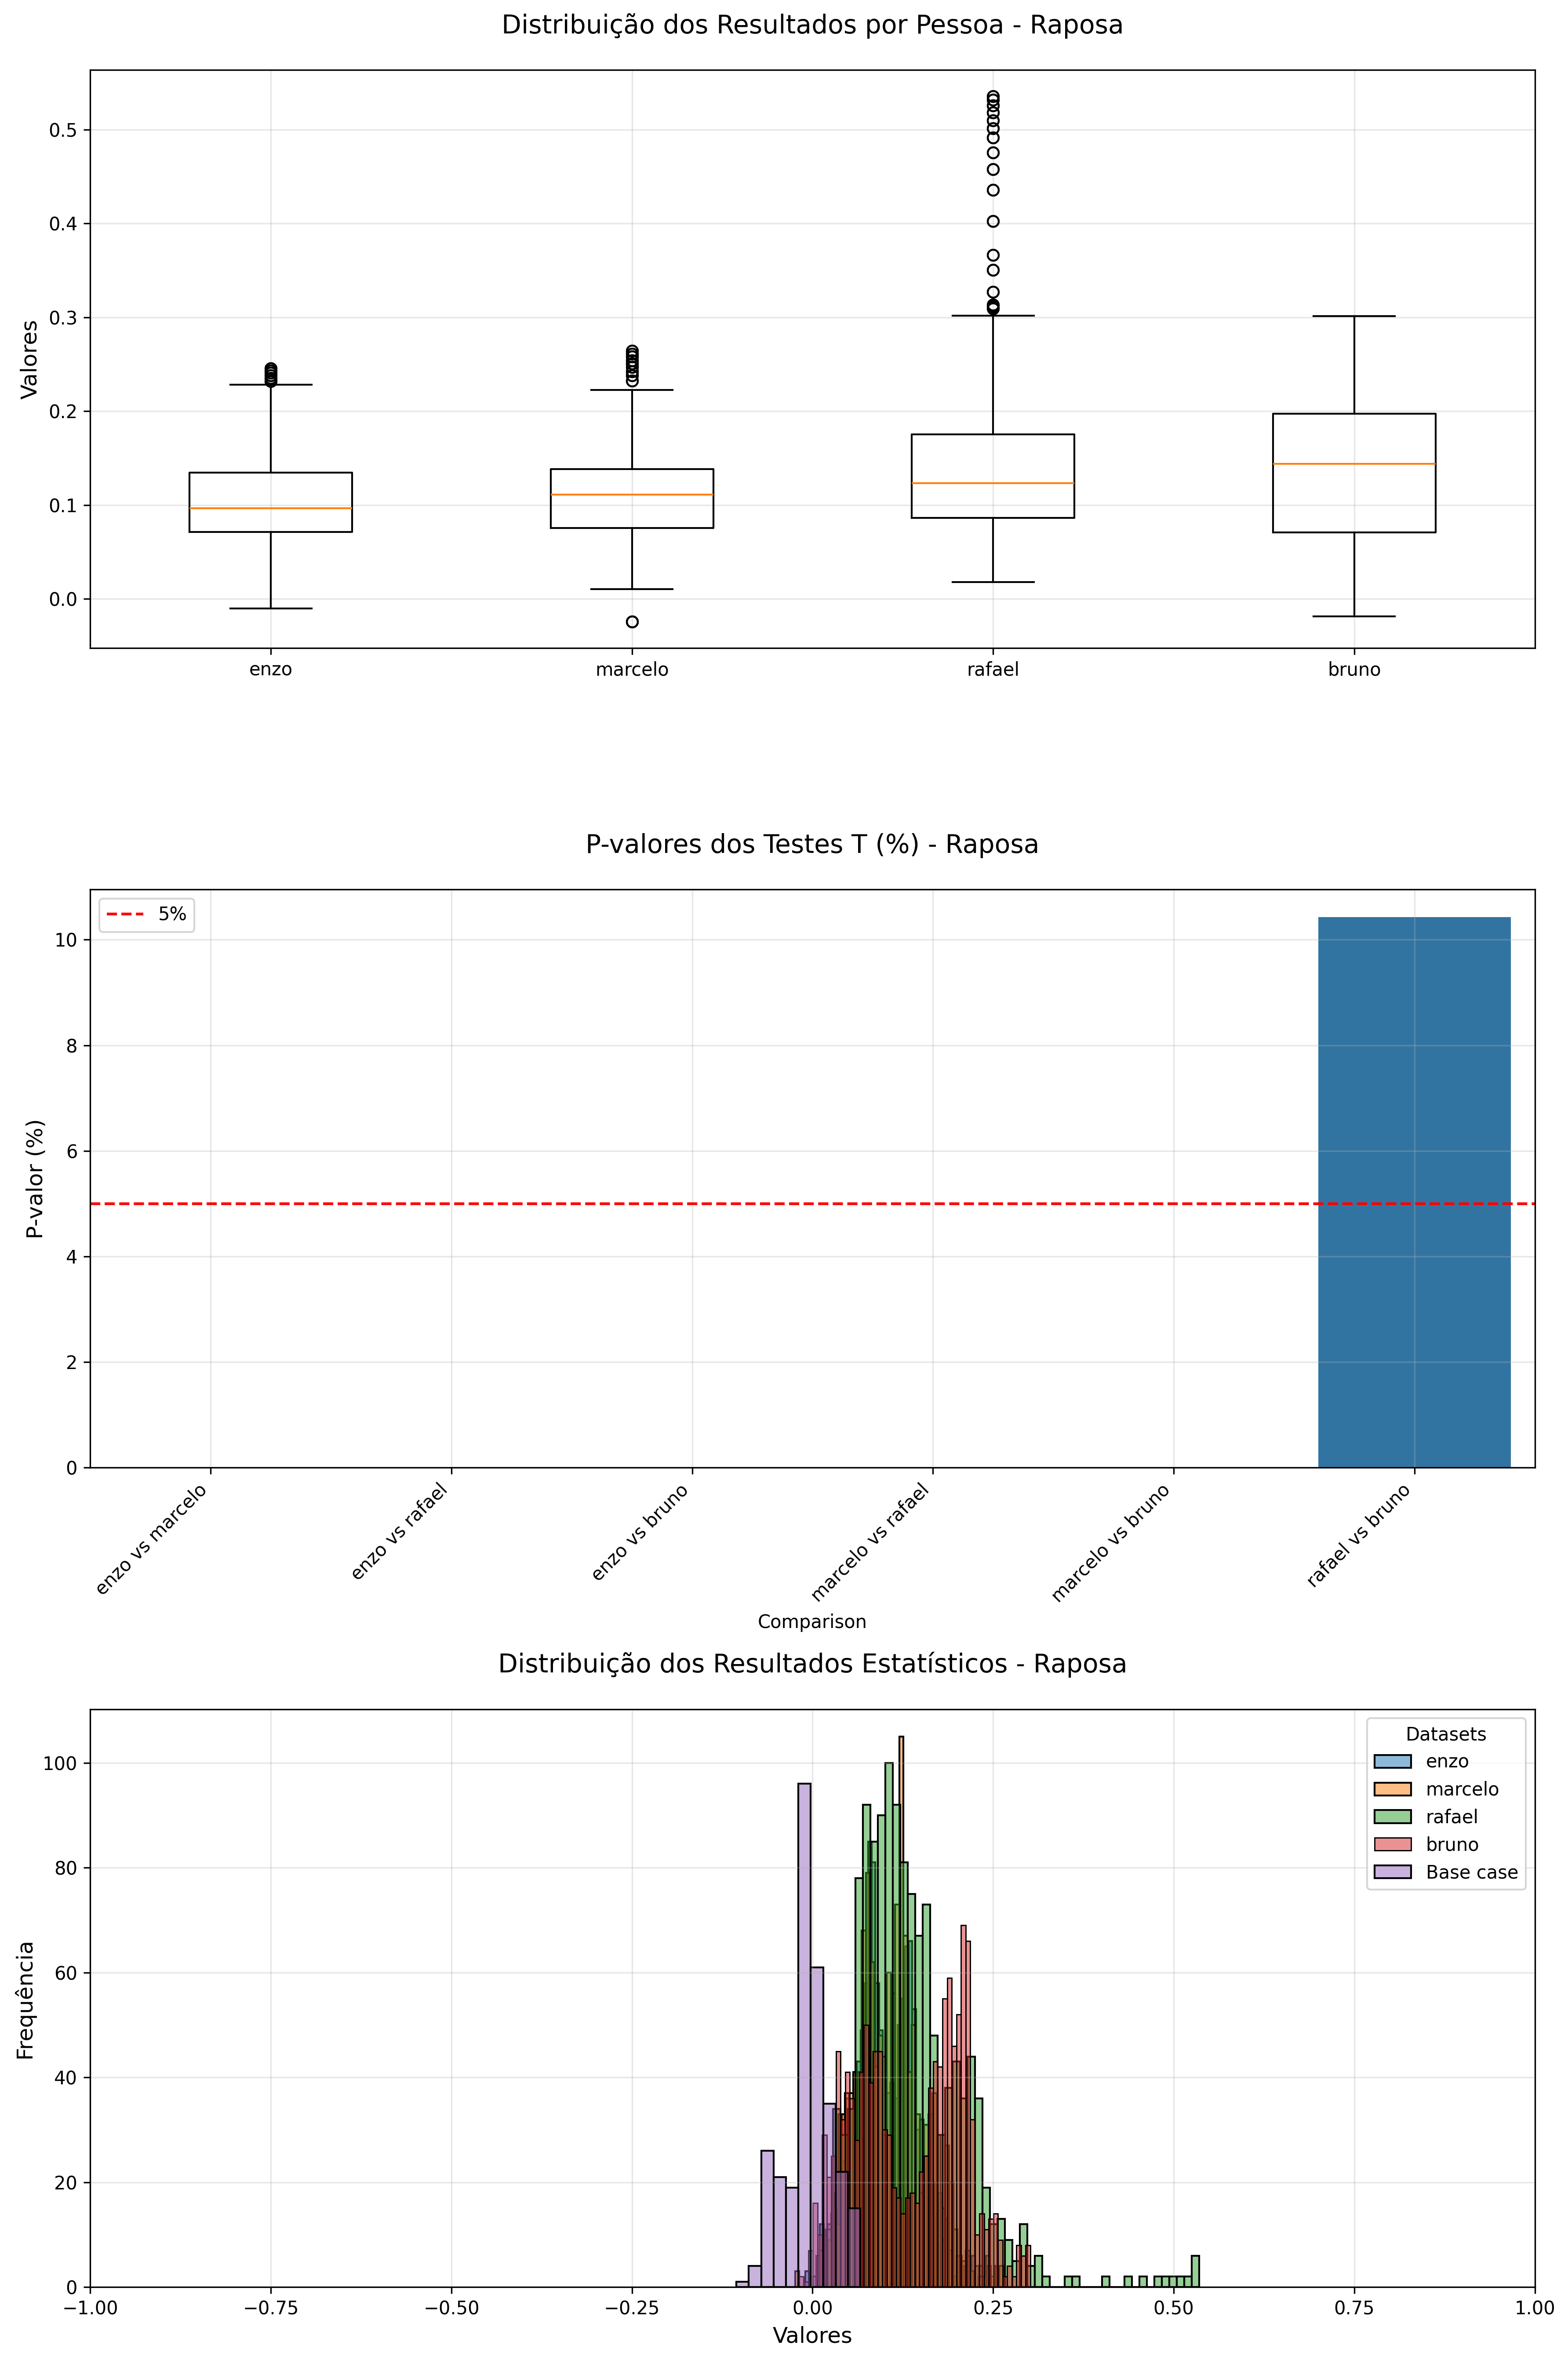 Distribuição dos Resultados por Pessoa - Raposa
Valores
0.5
0.4
0.3
0.2
0.1
0.0
enzo
marcelo
rafael
bruno
P-valores dos Testes T (%) - Raposa
P-valor (%)
5%
10
8
6
4
2
0
enzo vs marcelo
enzo vs rafael
enzo vs bruno
marcelo vs rafael
marcelo vs bruno
rafael vs bruno
Comparison
Distribuição dos Resultados Estatísticos - Raposa
Frequência
100
80
60
40
20
0
Datasets
enzo
marcelo
rafael
bruno
Base case
−1.00
−0.75
−0.50
−0.25
0.00
0.25
0.50
0.75
1.00
Valores